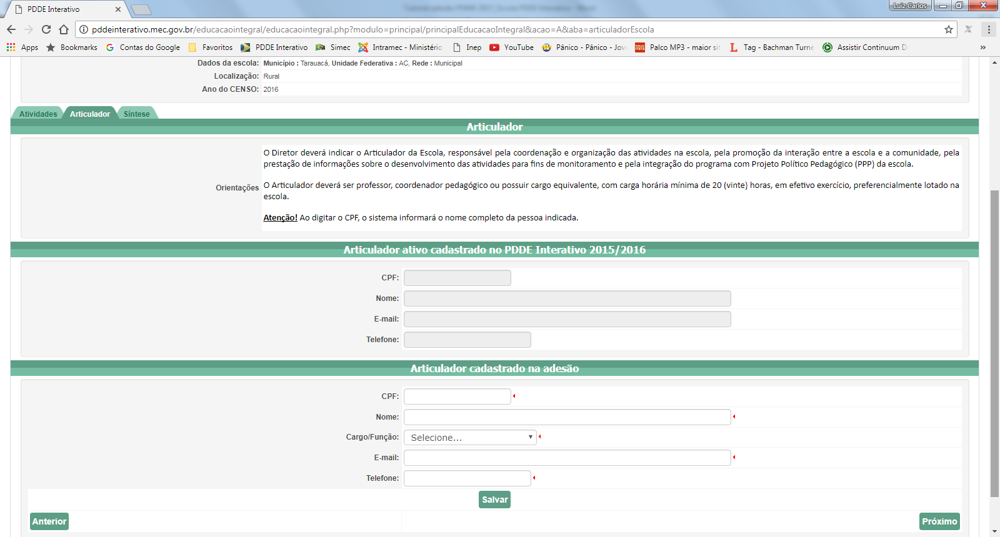 PDDE Interativo
Luiz Carlos
pddeinterativo.mec.gov.br/educacaointegral/educacaointegral.php?modulo=principal/principalEducacaoIntegral&acao=A&aba=articuladorEscola
Apps Bookmarks Contas do Google Favoritos PDDE Interativo Simec Intramec - Ministério Inep YouTube Pânico - Pânico - Jov Palco MP3 - maior sit Tag - Bachman Turne Assistir Continuum D »
Dados da escola: Município : Tarauacá, Unidade Federativa : AC, Rede : Municipal
Localização: Rural
Ano do CENSO: 2016
Atividades Articulador Síntese
Articulador
O Diretor deverá indicar o Articulador da Escola, responsável pela coordenação e organização das atividades na escola, pela promoção da interação entre a escola e a comunidade, pela
prestação de informações sobre o desenvolvimento das atividades para fins de monitoramento e pela integração do programa com Projeto Político Pedagógico (PPP) da escola.
Orientações
O Articulador deverá ser professor, coordenador pedagógico ou possuir cargo equivalente, com carga horária mínima de 20 (vinte) horas, em efetivo exercício, preferencialmente lotado na
escola.
Atenção! Ao digitar o CPF, o sistema informará o nome completo da pessoa indicada.
Articulador ativo cadastrado no PDDE Interativo 2015/2016
CPF:
Nome:
E-mail:
Telefone:
Articulador cadastrado na adesão
CPF:
Nome:
Cargo/Função: Selecione...
E-mail:
Telefone:
Salvar
Anterior Próximo